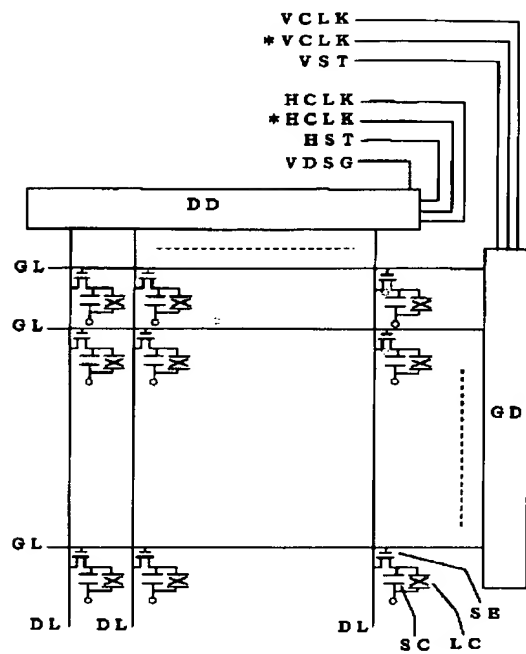 VCLK
*VCLK
VST
HCLK
*HCLK
HST
VDSG
DD
GL
GL
GD
GL
SE
DL DL DL SC LC